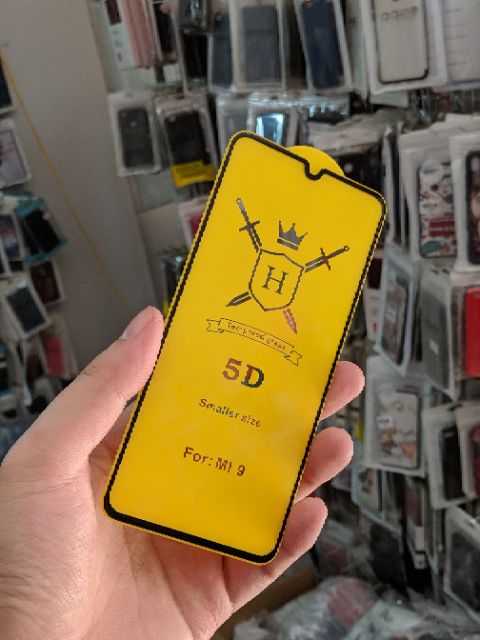 H
Tempered glass
5D
Smaller size
For: MI 9